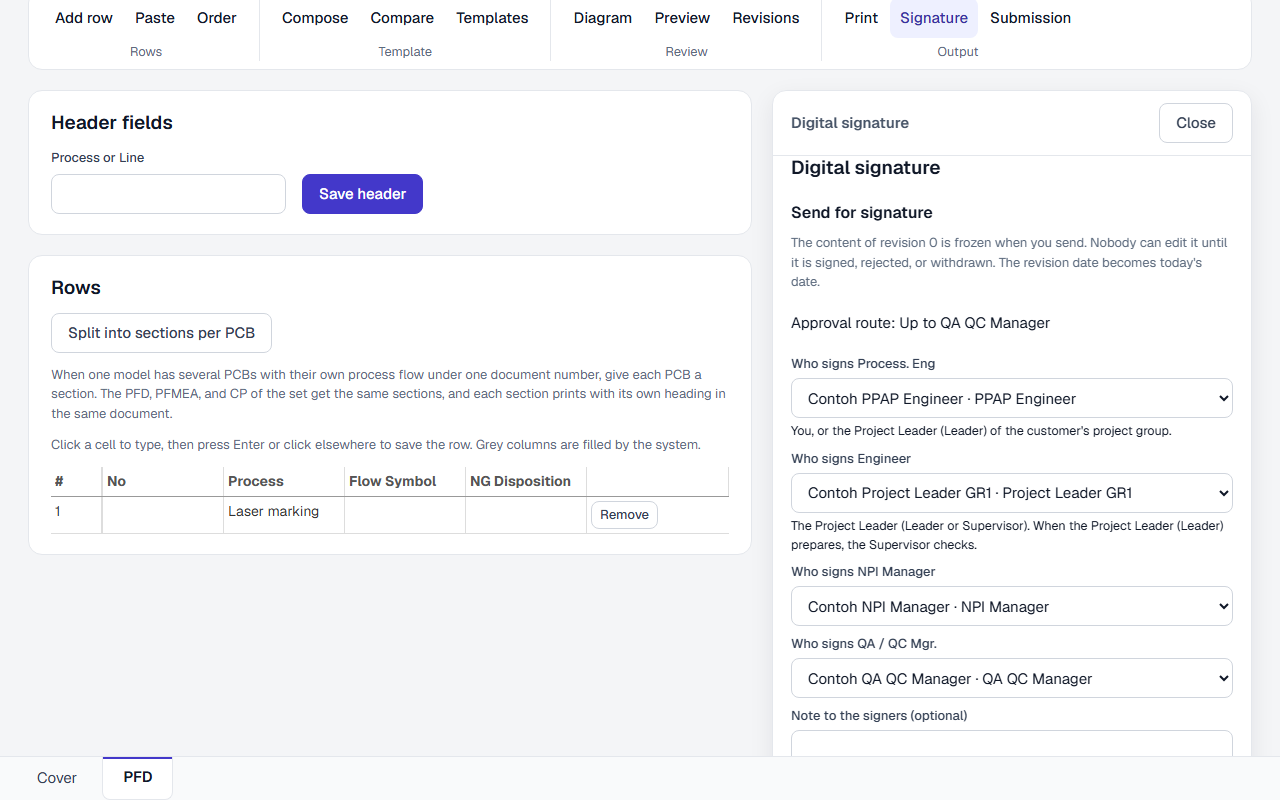 Add row Paste Order Compose Compare Templates Diagram Preview Revisions Print Signature Submission
Rows Template Review Output
Header fields
Process or Line
Save header
Rows
Split into sections per PCB
When one model has several PCBs with their own process flow under one document number, give each PCB a
section. The PFD, PFMEA, and CP of the set get the same sections, and each section prints with its own heading in
the same document.
Click a cell to type, then press Enter or click elsewhere to save the row. Grey columns are filled by the system.
# No Process Flow Symbol NG Disposition
1 Laser marking Remove
Digital signature Close
Digital signature
Send for signature
The content of revision 0 is frozen when you send. Nobody can edit it until
it is signed, rejected, or withdrawn. The revision date becomes today's
date.
Approval route: Up to QA QC Manager
Who signs Process. Eng
Contoh PPAP Engineer · PPAP Engineer
You, or the Project Leader (Leader) of the customer's project group.
Who signs Engineer
Contoh Project Leader GR1 · Project Leader GR1
The Project Leader (Leader or Supervisor). When the Project Leader (Leader)
prepares, the Supervisor checks.
Who signs NPI Manager
Contoh NPI Manager · NPI Manager
Who signs QA / QC Mgr.
Contoh QA QC Manager · QA QC Manager
Note to the signers (optional)
Cover PFD